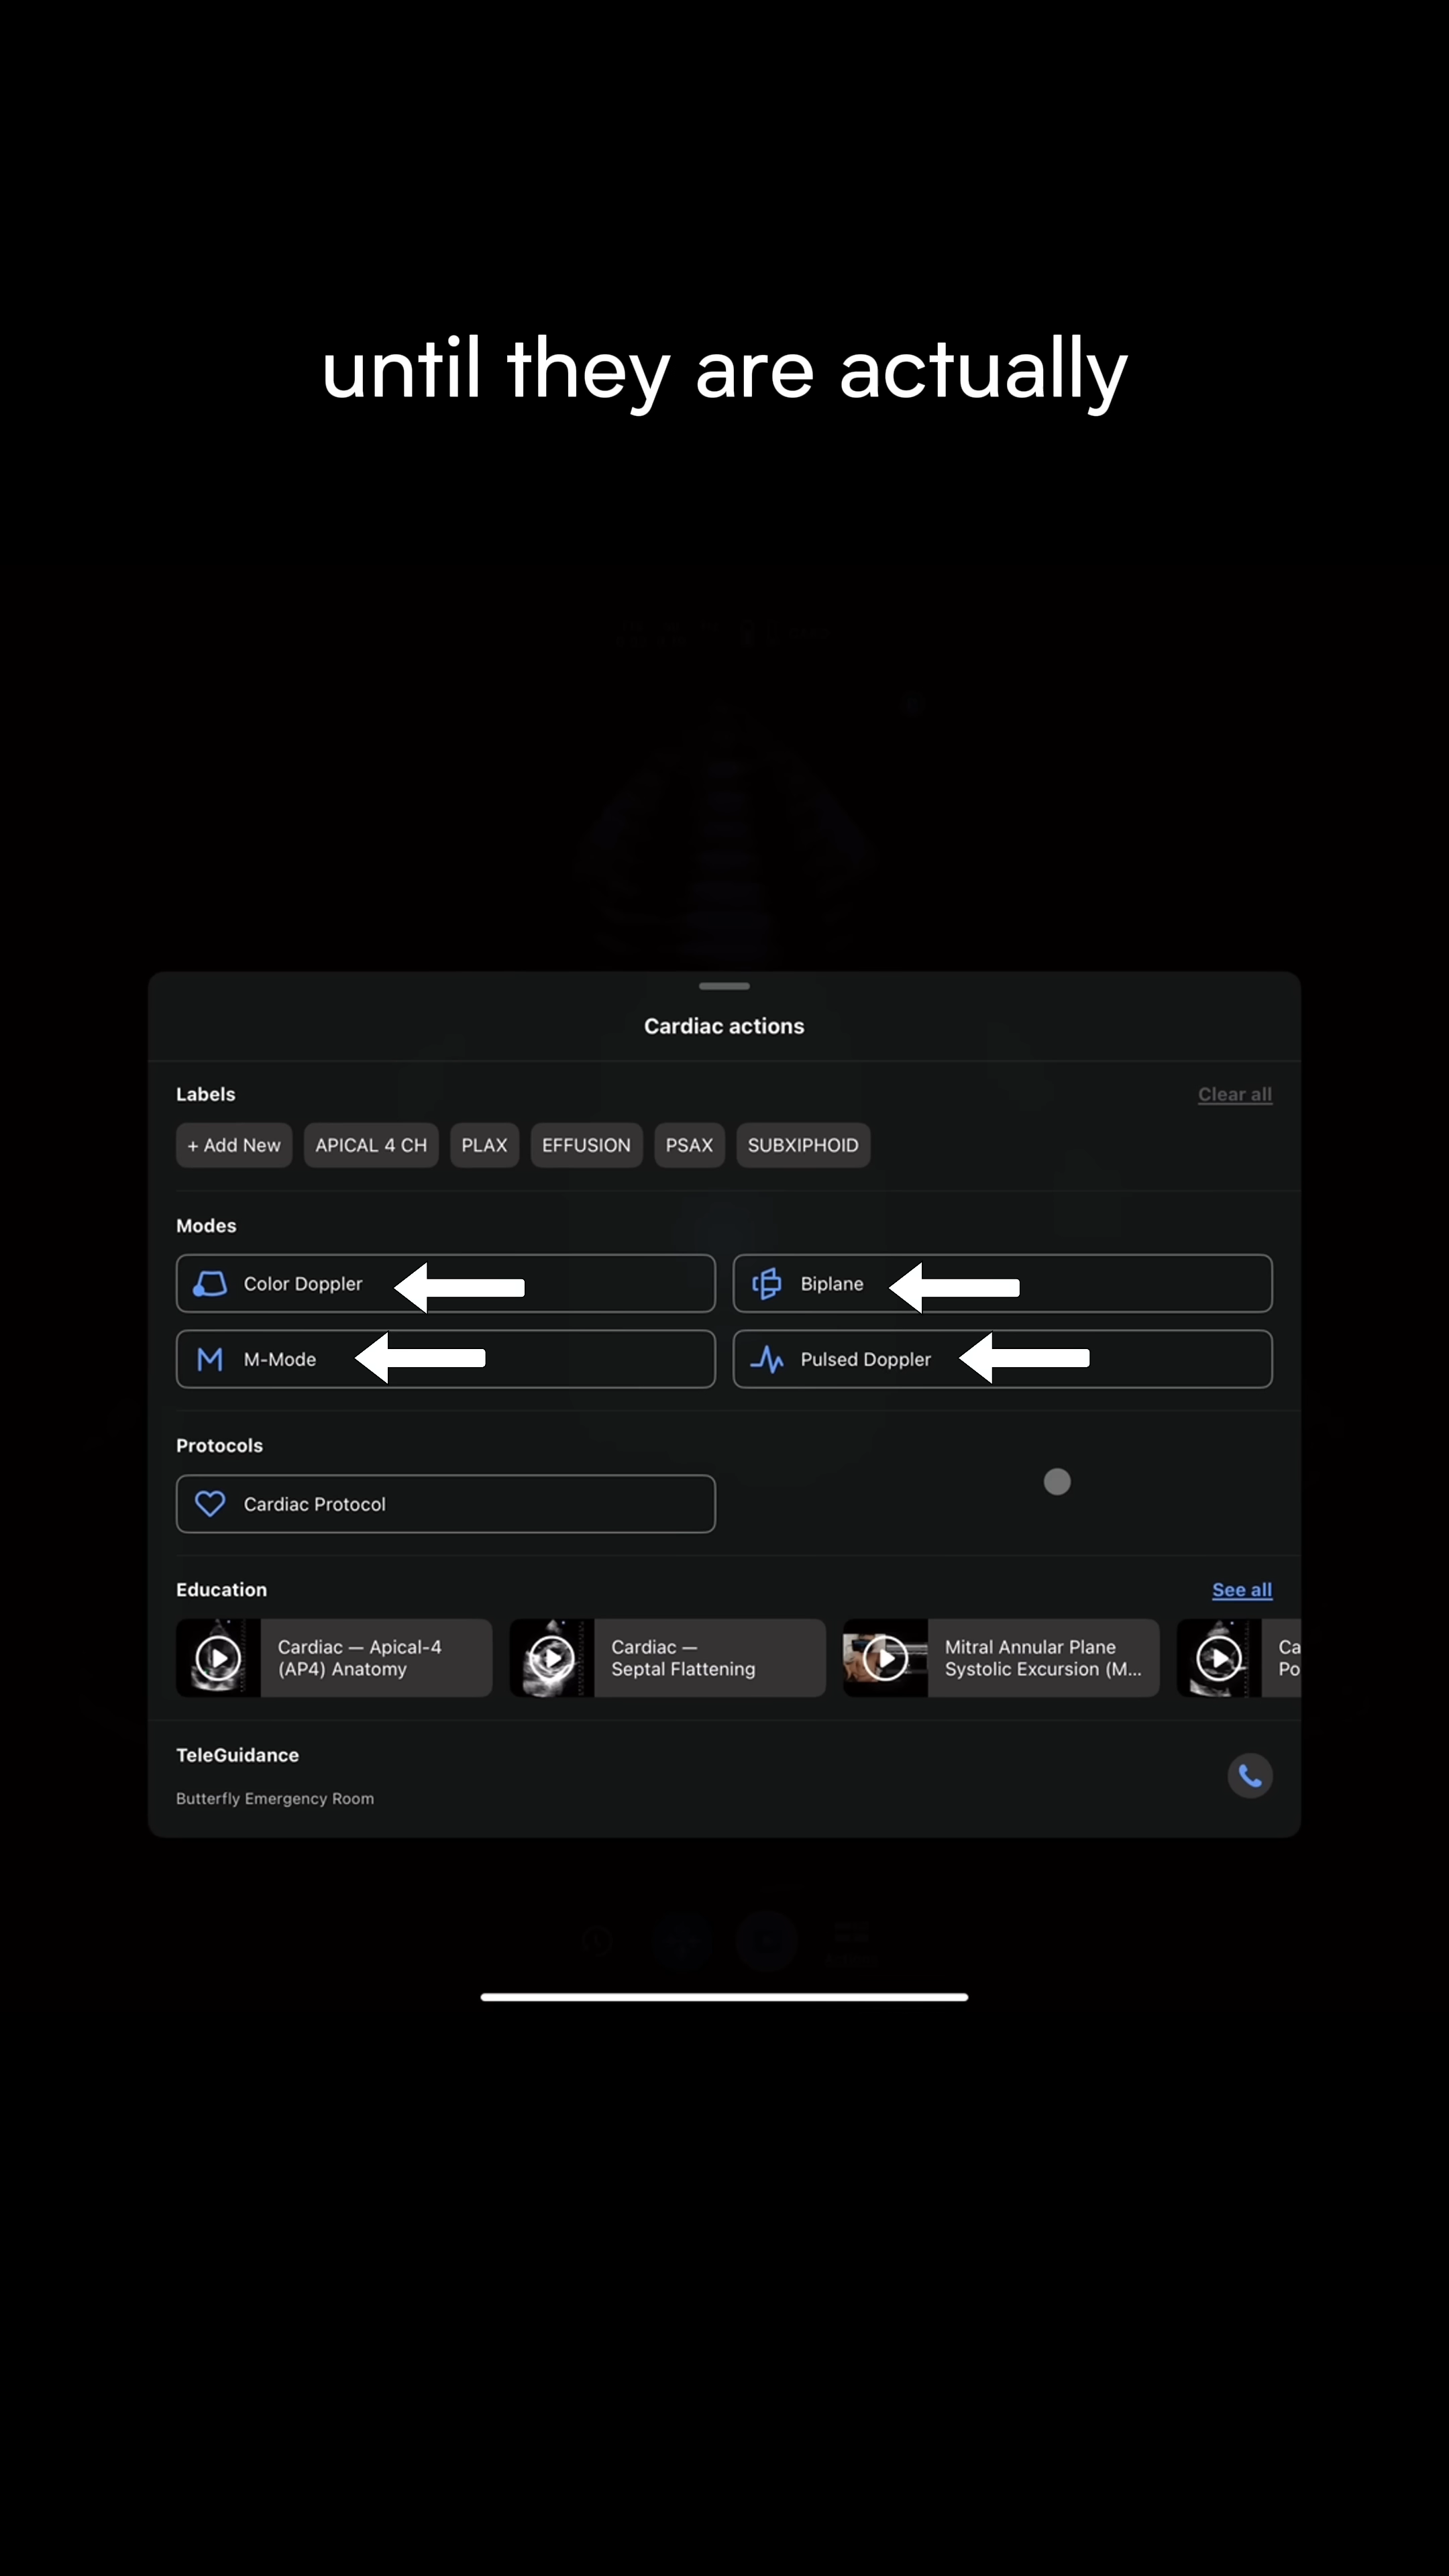 until they are actually
Cardiac actions
Labels
Clear all
+ Add New
APICAL 4 CH
PLAX
EFFUSION
PSAX
SUBXIPHOID
Modes
Color Doppler
Biplane
M-Mode
Pulsed Doppler
Protocols
Cardiac Protocol
Education
See all
Cardiac — Apical-4
(AP4) Anatomy
Cardiac —
Septal Flattening
Mitral Annular Plane
Systolic Excursion (M...
Ca
Po
TeleGuidance
Butterfly Emergency Room